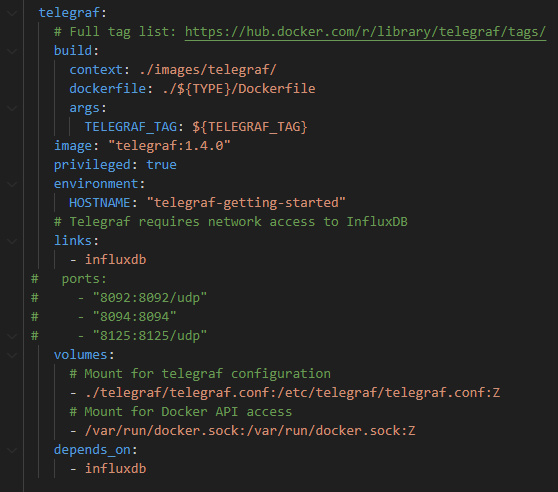 telegraf:
# Full tag list: https://hub.docker.com/r/library/telegraf/tags/
build:
context: ./images/telegraf/
dockerfile: ./${TYPE}/Dockerfile
args:
TELEGRAF_TAG: ${TELEGRAF_TAG}
image: "telegraf:1.4.0"
privileged: true
environment:
HOSTNAME: "telegraf-getting-started"
# Telegraf requires network access to InfluxDB
links:
- influxdb
# ports:
# - "8092:8092/udp"
# - "8094:8094"
# - "8125:8125/udp"
volumes:
# Mount for telegraf configuration
- ./telegraf/telegraf.conf:/etc/telegraf/telegraf.conf:Z
# Mount for Docker API access
- /var/run/docker.sock:/var/run/docker.sock:Z
depends_on:
- influxdb